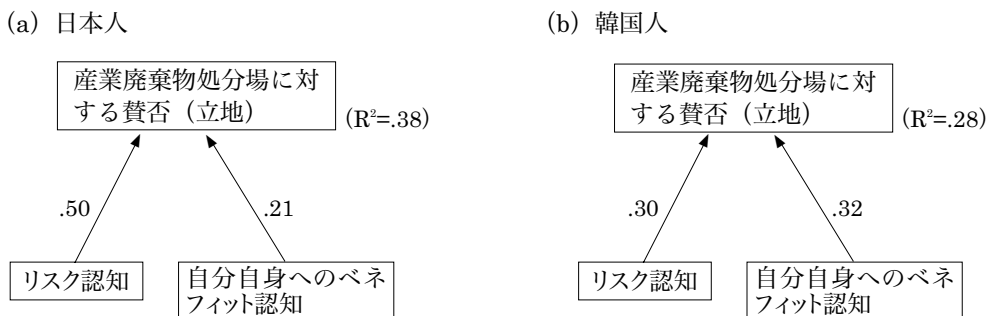 (a) 日本人
産業廃棄物処分場に対
する賛否（立地）
(R²=.38)
.50
.21
リスク認知
自分自身へのベネ
フィット認知
(b) 韓国人
産業廃棄物処分場に対
する賛否（立地）
(R²=.28)
.30
.32
リスク認知
自分自身へのベネ
フィット認知